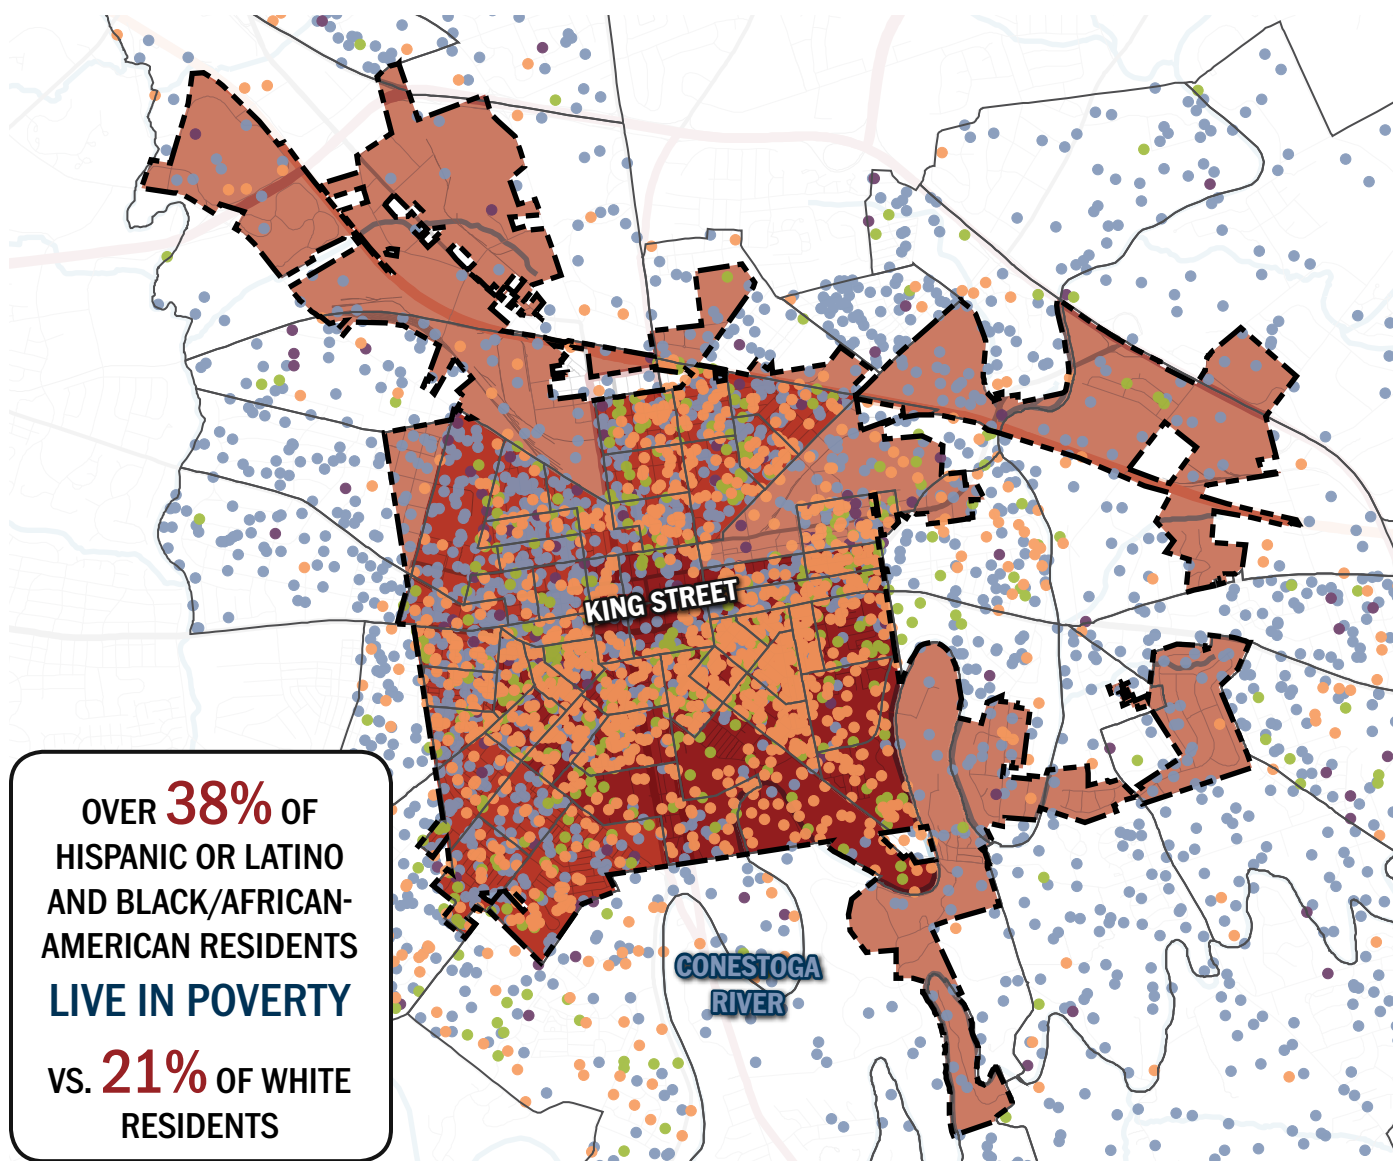 KING STREET
OVER 38% OF
HISPANIC OR LATINO
AND BLACK/AFRICAN-
AMERICAN RESIDENTS
LIVE IN POVERTY
VS. 21% OF WHITE
RESIDENTS
CONESTOGA
RIVER